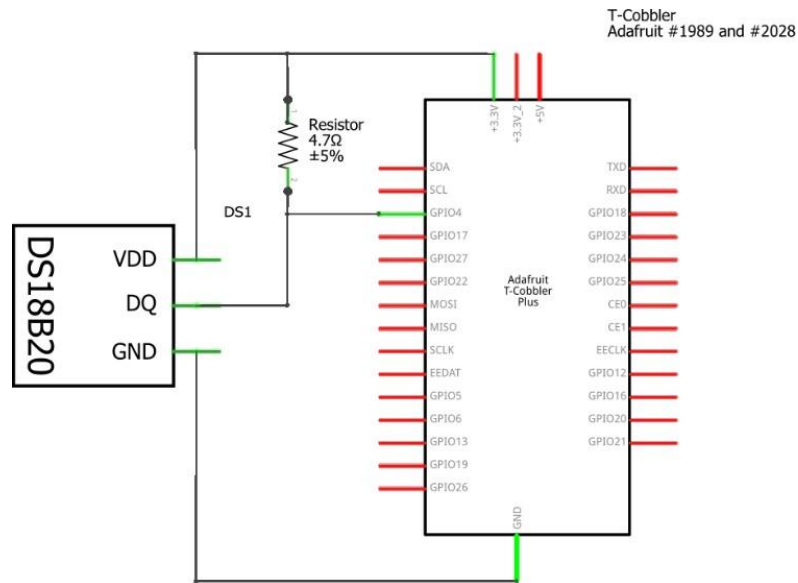 T-Cobbler
Adafruit #1989 and #2028
+3.3V
+3.3V_2
+5V
1
Resistor
4.7Ω
±5%
2
DS1
DS18B20
VDD
DQ
GND
SDA
SCL
GPIO4
GPIO17
GPIO27
GPIO22
MOSI
MISO
SCLK
EEDAT
GPIO5
GPIO6
GPIO13
GPIO19
GPIO26
Adafruit
T-Cobbler
Plus
TXD
RXD
GPIO18
GPIO23
GPIO24
GPIO25
CE0
CE1
EECLK
GPIO12
GPIO16
GPIO20
GPIO21
GND